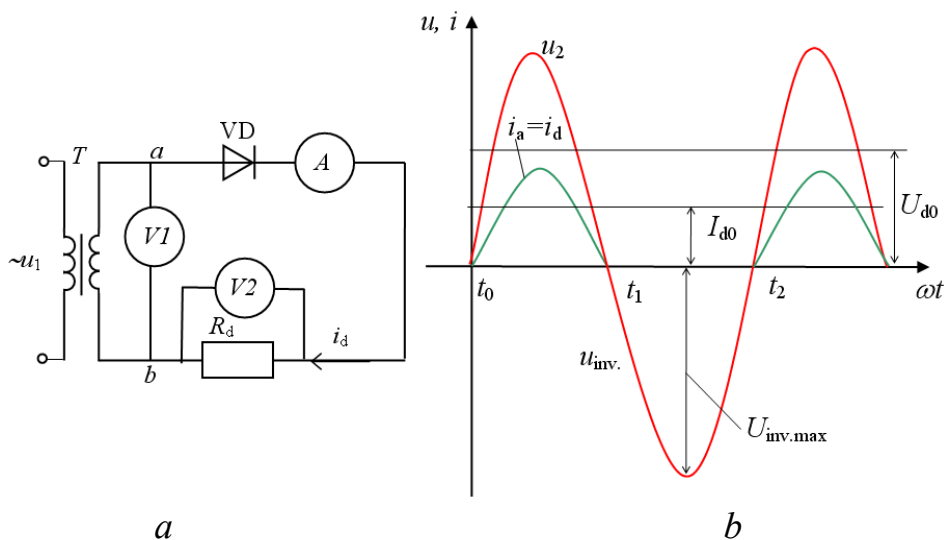 T
a
VD
A
V1
~u1
V2
Rd
id
b
a
u, i
u2
ia=id
Ud0
Id0
t0
t1
t2
ωt
uinv.
Uinv.max
b